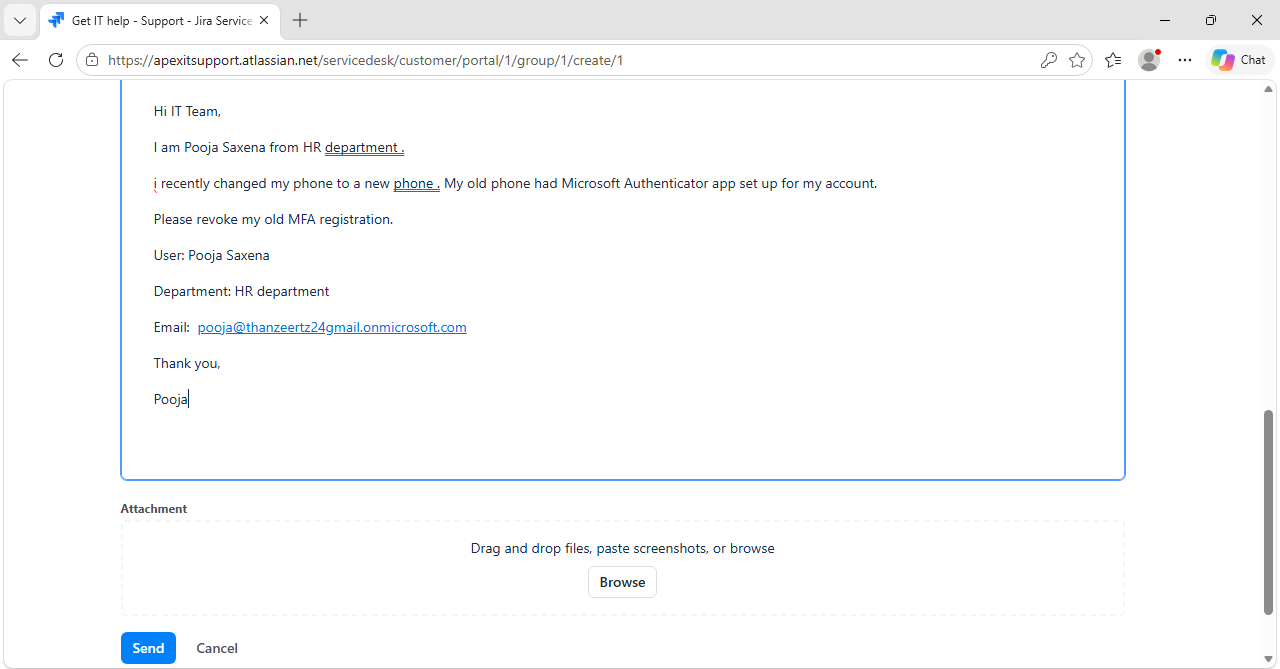 Get IT help - Support - Jira Service
https://apexitsupport.atlassian.net/servicedesk/customer/portal/1/group/1/create/1
Chat
Hi IT Team,
I am Pooja Saxena from HR department .
i recently changed my phone to a new phone . My old phone had Microsoft Authenticator app set up for my account.
Please revoke my old MFA registration.
User: Pooja Saxena
Department: HR department
Email:  pooja@thanzeertz24gmail.onmicrosoft.com
Thank you,
Pooja
Attachment
Drag and drop files, paste screenshots, or browse
Browse
Send Cancel